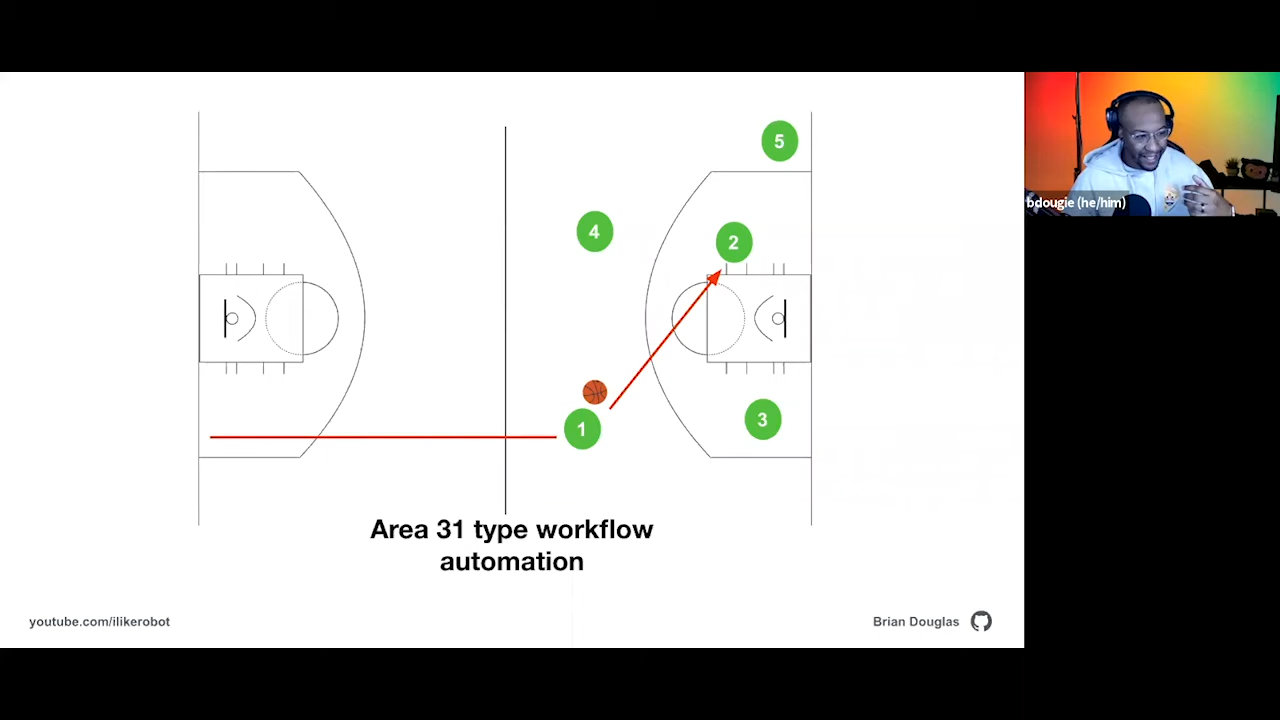 5
4
2
1
3
bdougie (he/him)
Area 31 type workflow
automation
youtube.com/ilikerobot
Brian Douglas